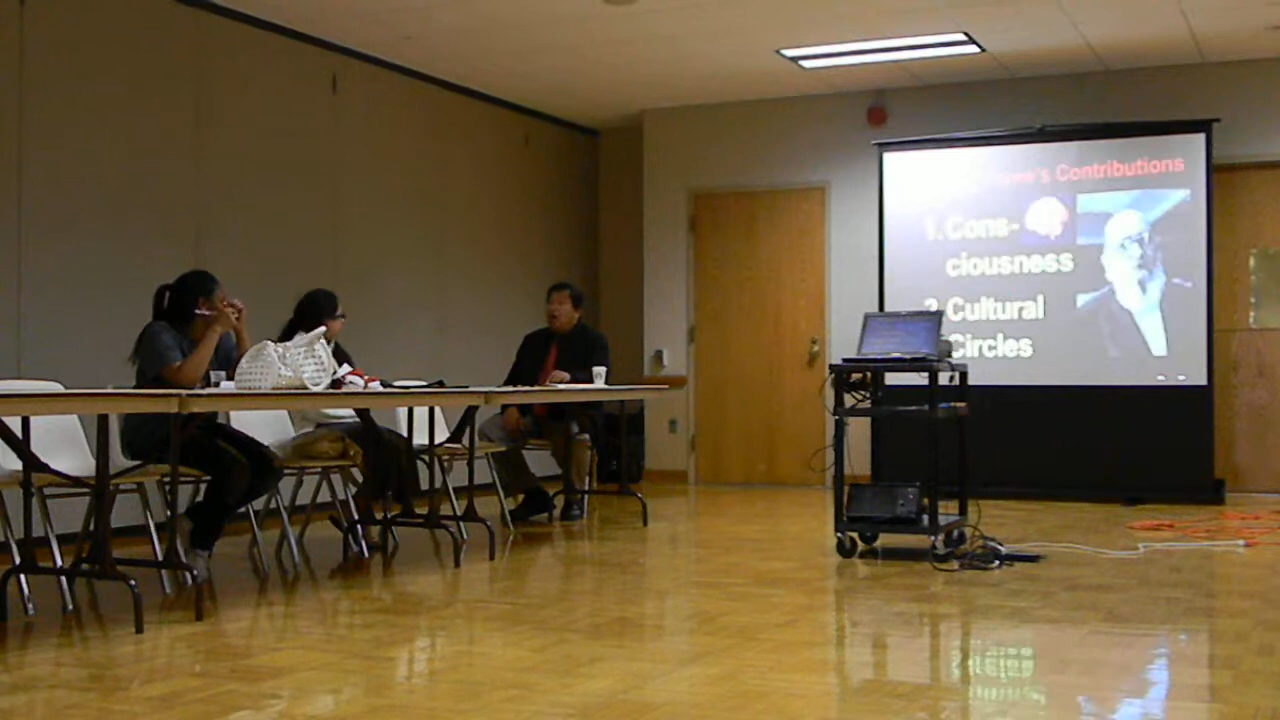 Contributions
1. Cons-
ciousness
2. Cultural
Circles